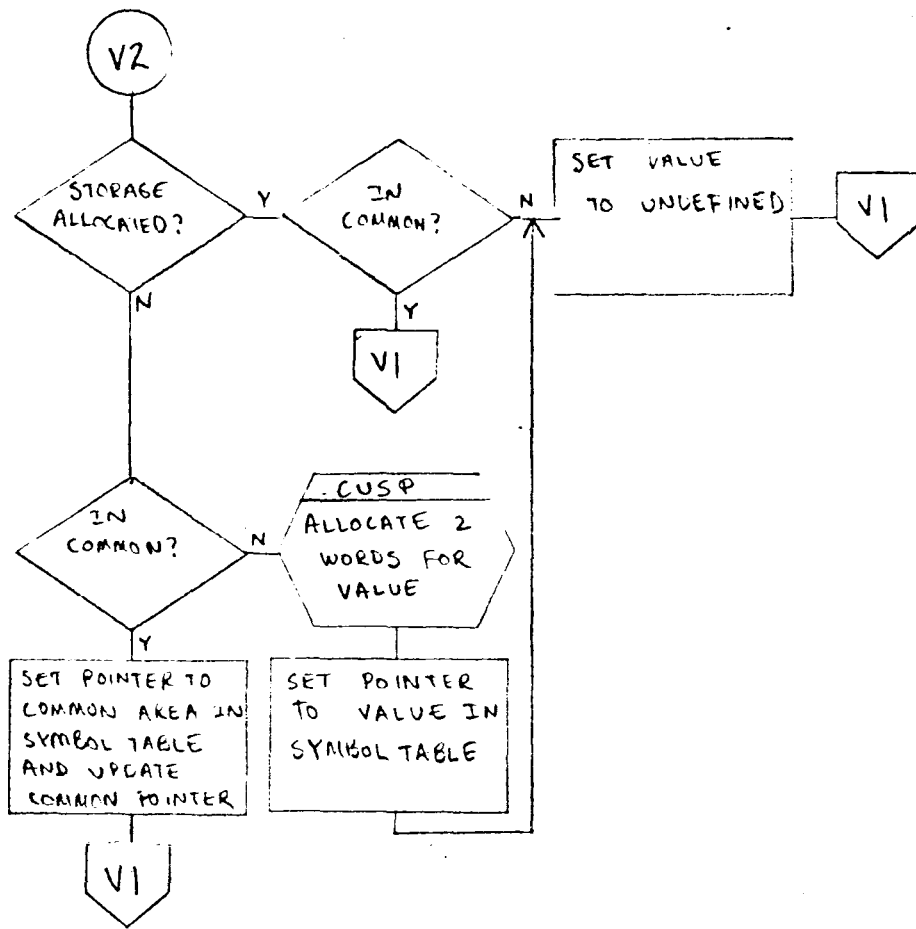 V2
STORAGE
ALLOCATED?
Y
N
IN
COMMON?
N
Y
V1
SET VALUE
TO UNDEFINED
V1
IN
COMMON?
N
Y
.CUSP
ALLOCATE 2
WORDS FOR
VALUE
SET POINTER TO
COMMON AREA IN
SYMBOL TABLE
AND UPDATE
COMMON POINTER
V1
SET POINTER
TO VALUE IN
SYMBOL TABLE